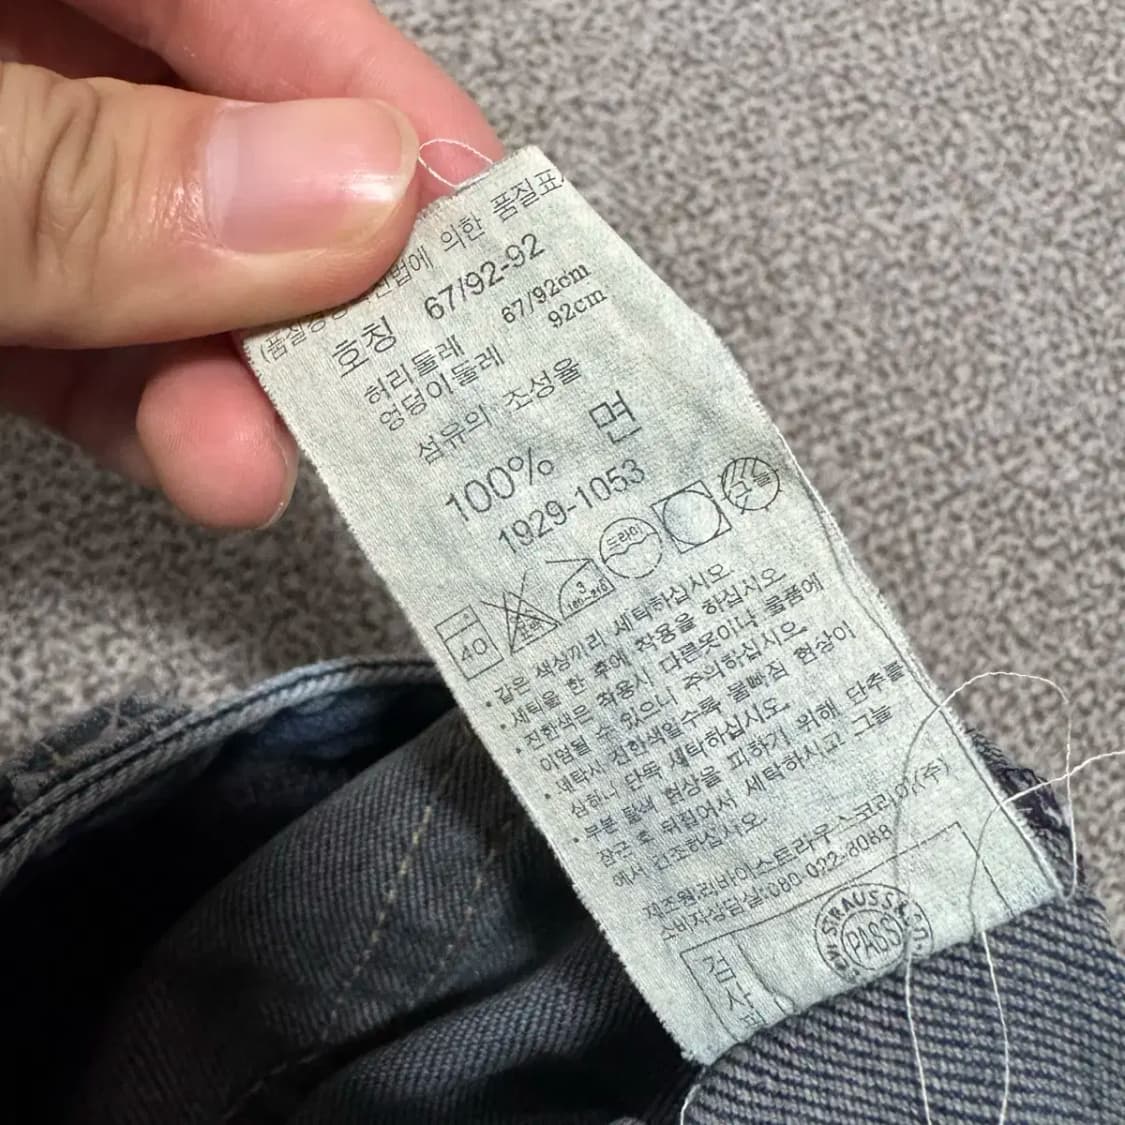 법에 의한 품질표
호칭 67/92-92
허리둘레 67/92cm
엉덩이둘레 92cm
섬유의 조성율
100% 면
1929-1053
40
3
180~210
드라이
• 같은 색상끼리 세탁하십시오.
• 세탁을 한 후에 착용을 하십시오.
• 진한색은 착용시 다른옷이나 물품에
이염될 수 있으니 주의하십시오.
• 세탁시 진한색일 수록 물빠짐 현상이
심하니 단독 세탁하십시오.
• 부분 탈색 현상을 피하기 위해 단추를
잠근 후 뒤집어서 세탁하시고 그늘
에서 건조하십시오.
제조원:리바이스트라우스코리아(주)
소비자상담실:080-022-8088
STRAUSS
PASS
검
사